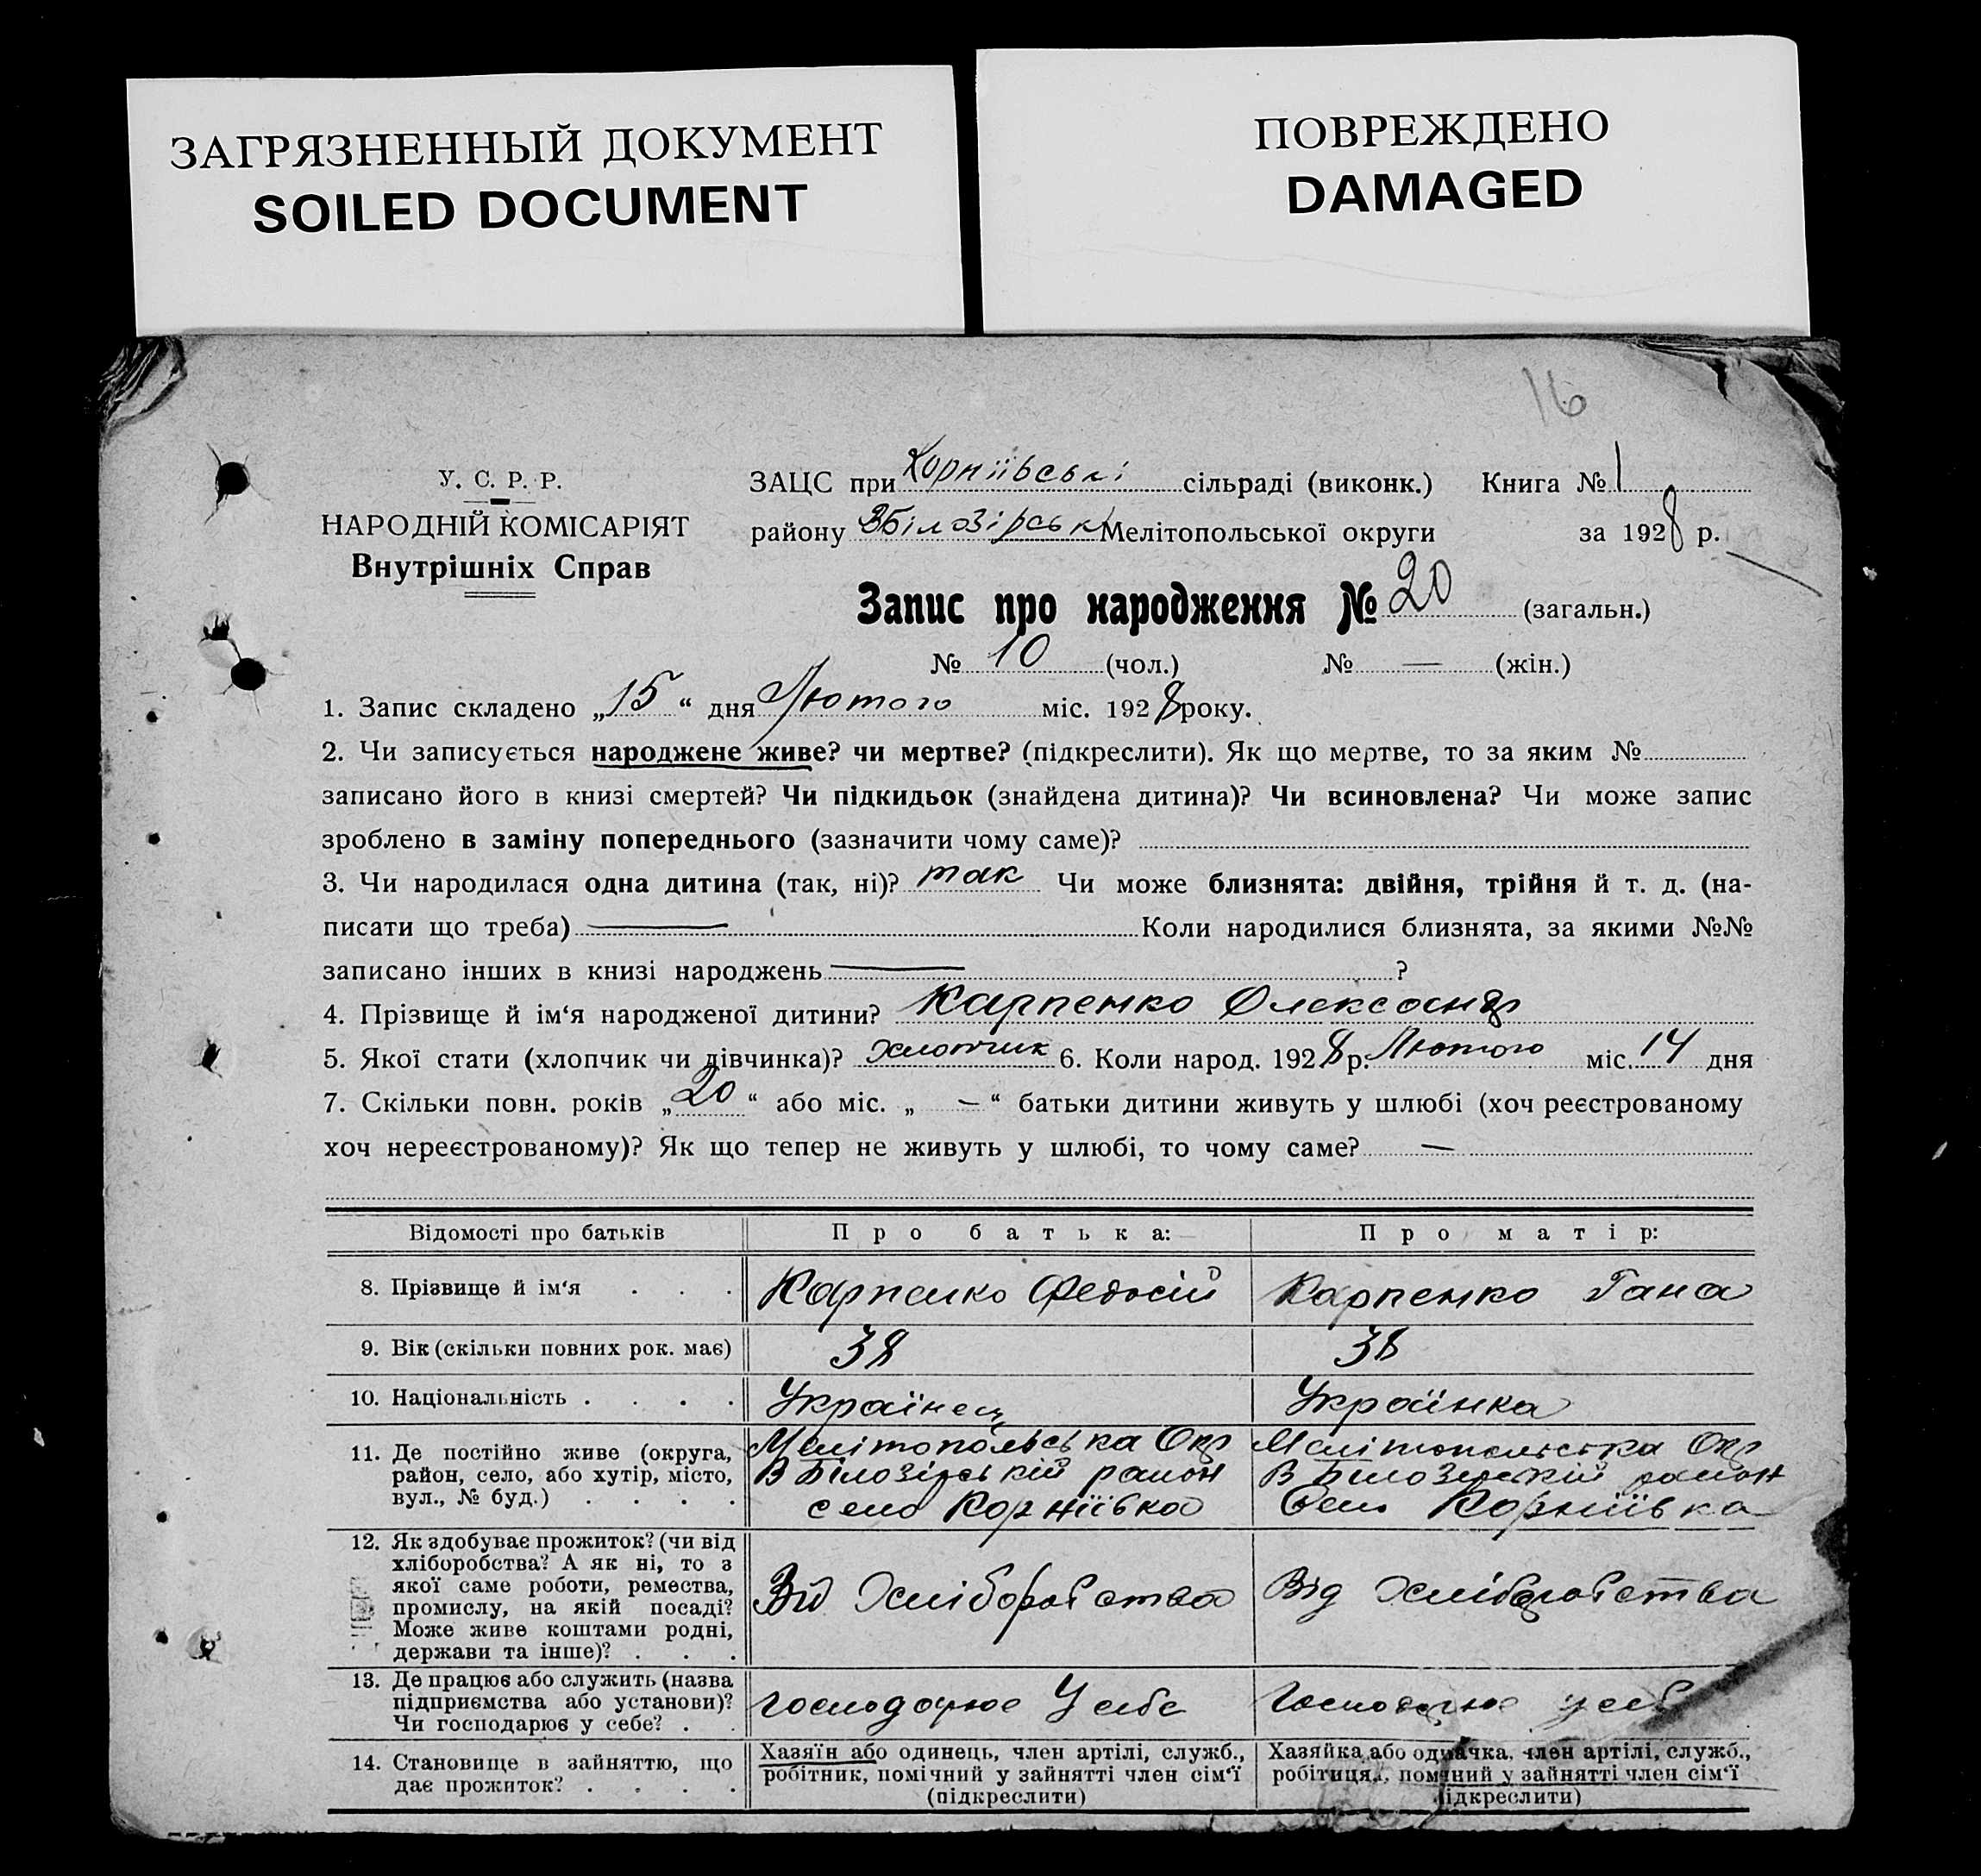 ЗАГРЯЗНЕННЫЙ ДОКУМЕНТ
SOILED DOCUMENT
ПОВРЕЖДЕНО
DAMAGED
16
У. С. Р. Р.
НАРОДНІЙ КОМІСАРІЯТ
Внутрішніх Справ
ЗАЦС при Корніївські сільраді (виконк.) Книга № 1
району ВБілозірськ Мелітопольської округи за 1928 р.
Запис про народження № 20 (загальн.)
№ 10 (чол.) № — (жін.)
1. Запис складено „15“ дня Лютого міс. 1928 року.
2. Чи записується народжене живе? чи мертве? (підкреслити). Як що мертве, то за яким №
записано його в книзі смертей? Чи підкидьок (знайдена дитина)? Чи всиновлена? Чи може запис
зроблено в заміну попереднього (зазначити чому саме)?
3. Чи народилася одна дитина (так, ні)? так Чи може близнята: двійня, трійня й т. д. (на-
писати що треба) — Коли народилися близнята, за якими №№
записано інших в книзі народжень — ?
4. Прізвище й ім‘я народженої дитини? Карпенко Олександр
5. Якої стати (хлопчик чи дівчинка)? Хлопчик 6. Коли народ. 1928 р. Лютого міс. 14 дня
7. Скільки повн. років „20“ або міс. „—“ батьки дитини живуть у шлюбі (хоч реєстрованому
хоч нереєстрованому)? Як що тепер не живуть у шлюбі, то чому саме? —
Відомості про батьків Про батька: Про матір:
8. Прізвище й ім‘я Карпенко Федосій Карпенко Гана
9. Вік (скільки повних рок. має) 38 38
10. Національність Українец Українка
11. Де постійно живе (округа,
район, село, або хутір, місто,
вул., № буд.)
Мелітопольська Окр
В Білозірській район
село Корніївка
Мелітопольська Окр
В Білозірській район
Село Корніївка
12. Як здобуває прожиток? (чи від
хліборобства? А як ні, то з
якої саме роботи, ремества,
промислу, на якій посаді?
Може живе коштами родні,
держави та інше)?
Від Хліборобства
Від Хліборобства
13. Де працює або служить (назва
підприємства або установи)?
Чи господарює у себе?
господарює У себе
Господарює у себ
14. Становище в зайняттю, що
дає прожиток?
Хазяїн або одинець, член артілі, служб.,
робітник, помічний у зайнятті член сім‘ї
(підкреслити)
Хазяйка або одиначка, член артілі, служб.,
робітиця, помічний у зайнятті член сім‘ї
підкреслити)